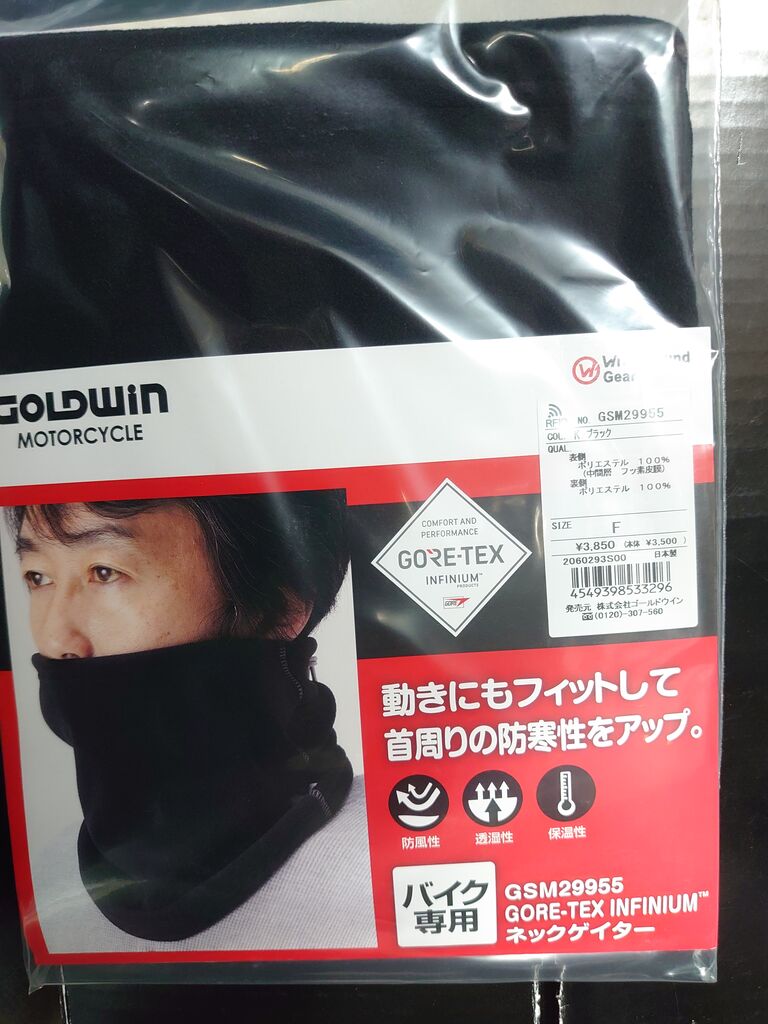 GOLDWIN
MOTORCYCLE
Gear
RFID
NO. GSM29955
COL. K ブラック
QUAL.
表側
ポリエステル 100%
(中間層 フッ素皮膜)
裏側
ポリエステル 100%
SIZE F
¥3,850 (本体 ¥3,500)
2060293S00 日本製
4549398533296
発売元 株式会社ゴールドウイン
(0120)-307-560
COMFORT AND
PERFORMANCE
GORE-TEX
INFINIUM™
PRODUCTS
GORE
動きにもフィットして
首周りの防寒性をアップ。
防風性 透湿性 保温性
バイク
専用
GSM29955
GORE-TEX INFINIUM™
ネックゲイター